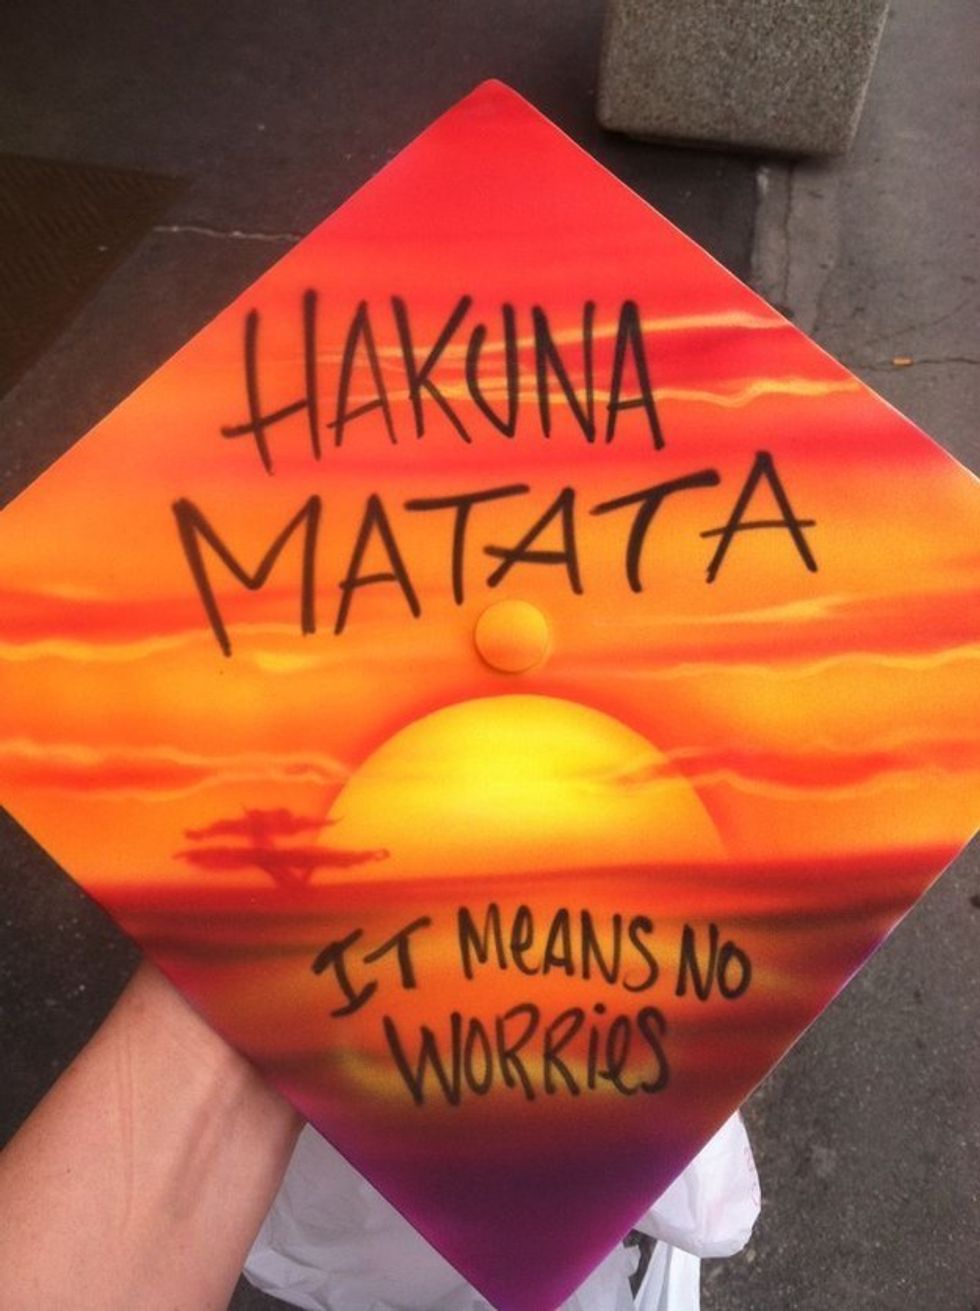 HAKUNA
MATATA
IT MeANS NO
WORRieS